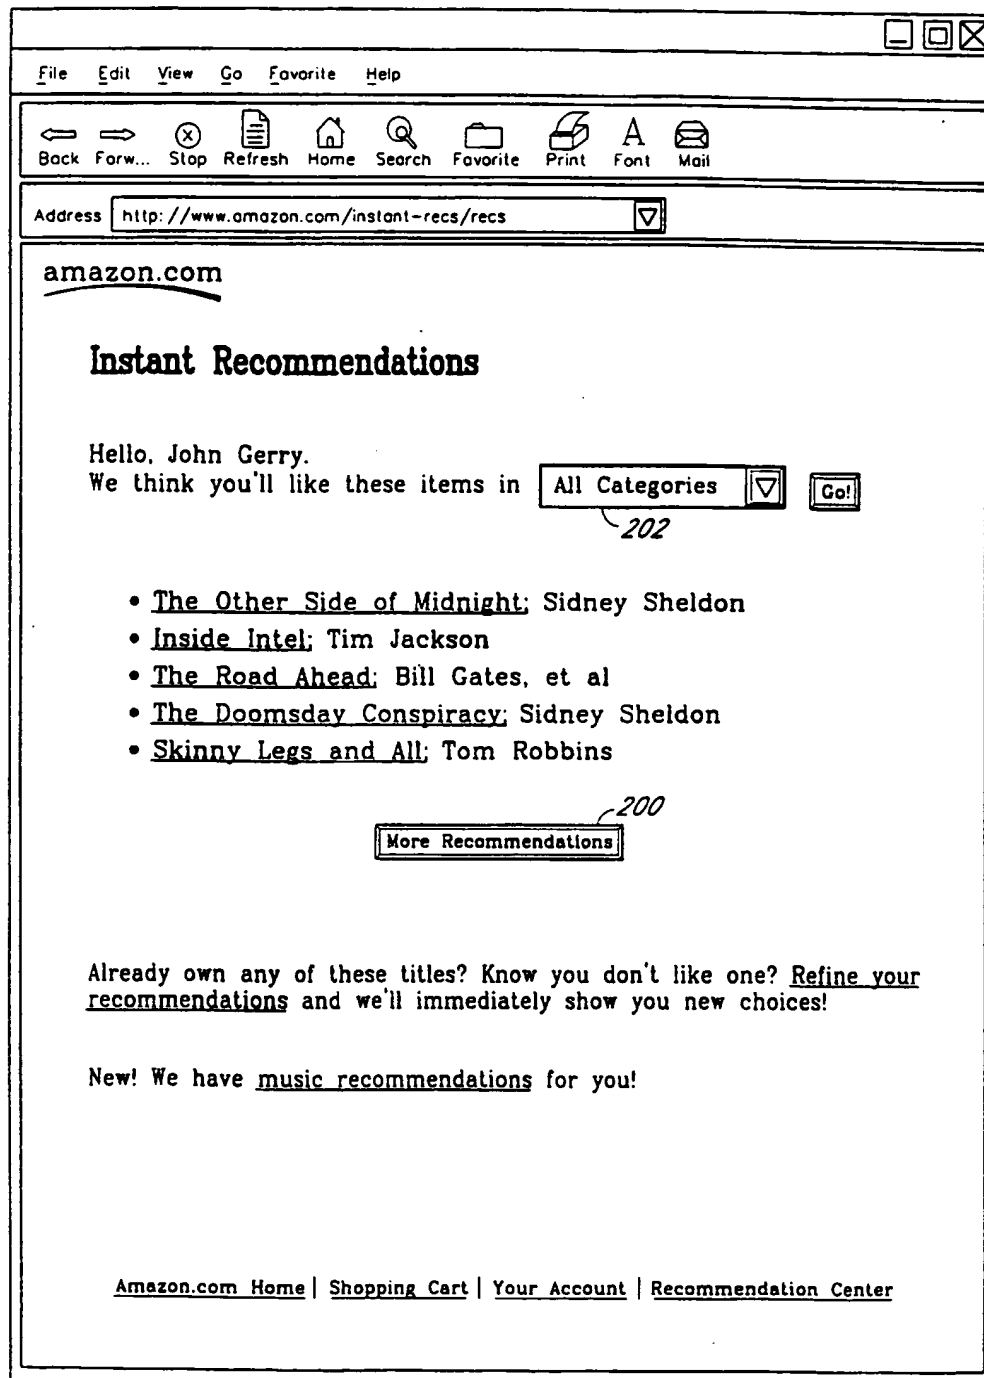 File Edit View Go Favorite Help
Back Forw... Stop Refresh Home Search Favorite Print Font Mail
Address http://www.amazon.com/instant-recs/recs
amazon.com
Instant Recommendations
Hello, John Gerry.
We think you'll like these items in All Categories Go!
202
• The Other Side of Midnight; Sidney Sheldon
• Inside Intel; Tim Jackson
• The Road Ahead; Bill Gates, et al
• The Doomsday Conspiracy; Sidney Sheldon
• Skinny Legs and All; Tom Robbins
200
More Recommendations
Already own any of these titles? Know you don't like one? Refine your
recommendations and we'll immediately show you new choices!
New! We have music recommendations for you!
Amazon.com Home | Shopping Cart | Your Account | Recommendation Center